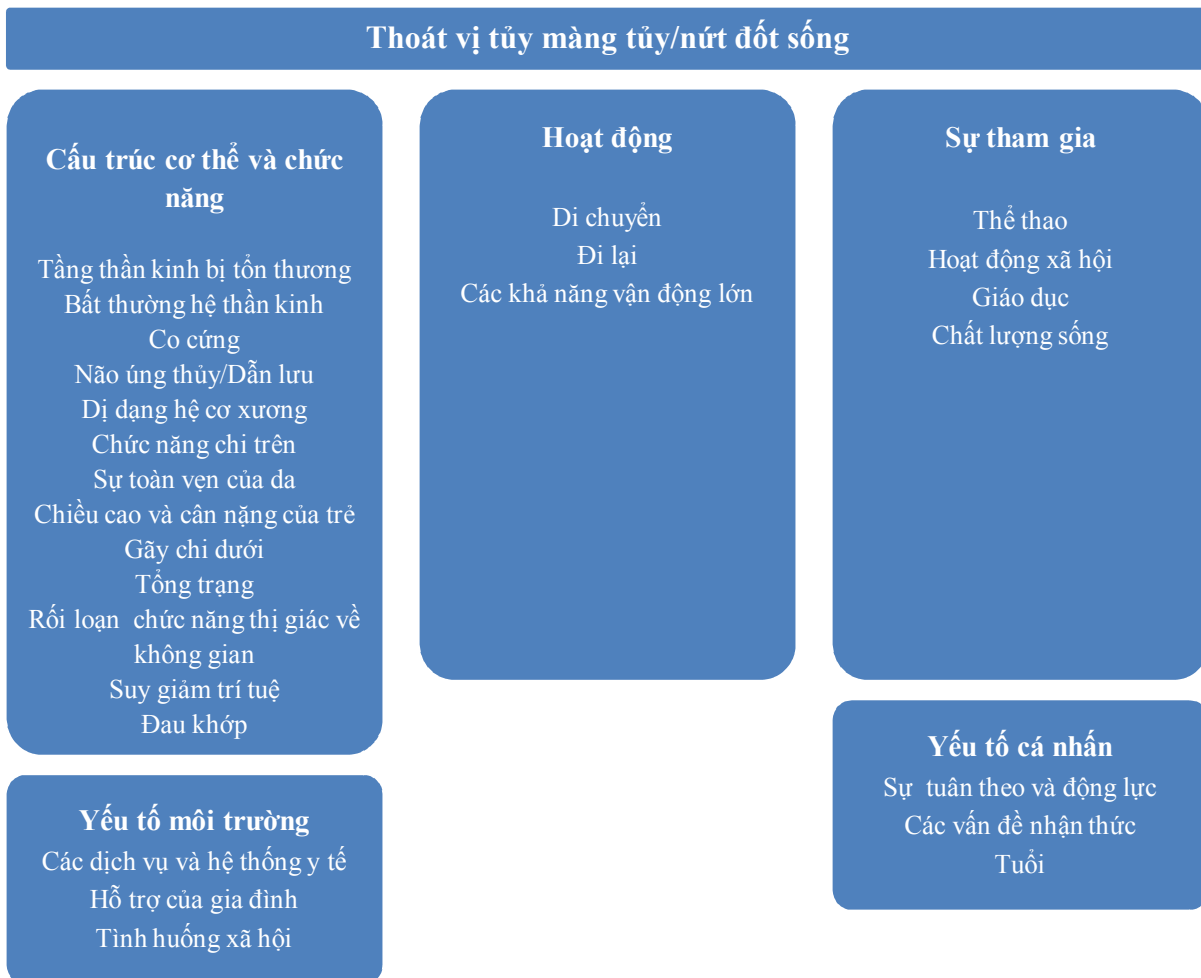 Thoát vị tủy màng tủy/nứt đốt sống
Cấu trúc cơ thể và chức
năng
Tầng thần kinh bị tổn thương
Bất thường hệ thần kinh
Co cứng
Não úng thủy/Dẫn lưu
Dị dạng hệ cơ xương
Chức năng chi trên
Sự toàn vẹn của da
Chiều cao và cân nặng của trẻ
Gãy chi dưới
Tổng trạng
Rối loạn chức năng thị giác về
không gian
Suy giảm trí tuệ
Đau khớp
Hoạt động
Di chuyển
Đi lại
Các khả năng vận động lớn
Sự tham gia
Thể thao
Hoạt động xã hội
Giáo dục
Chất lượng sống
Yếu tố môi trường
Các dịch vụ và hệ thống y tế
Hỗ trợ của gia đình
Tình huống xã hội
Yếu tố cá nhấn
Sự tuân theo và động lực
Các vấn đề nhận thức
Tuổi